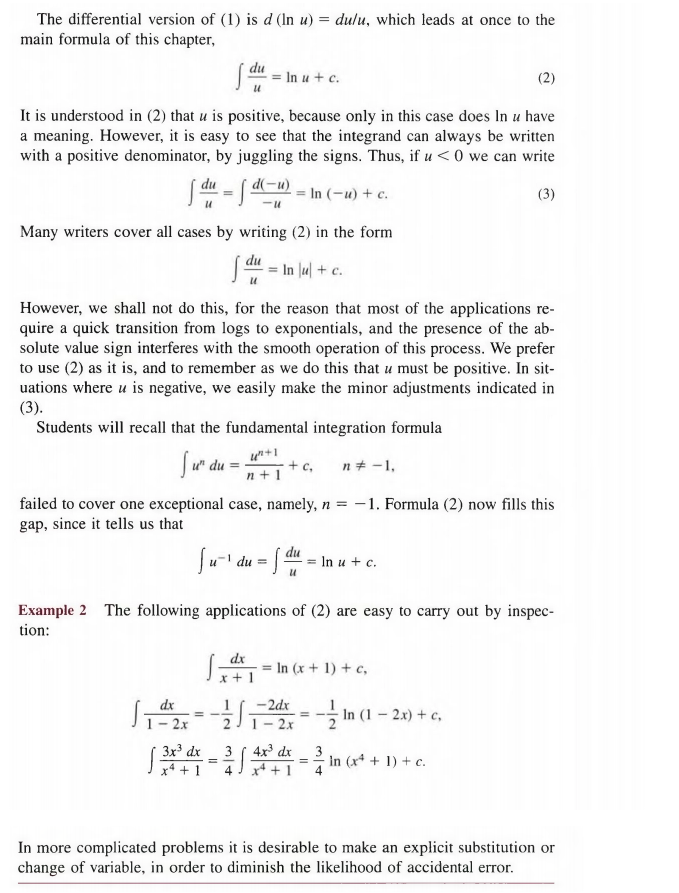 The differential version of (1) is d (ln u) = du/u, which leads at once to the
main formula of this chapter,
∫ du/u = ln u + c. (2)
It is understood in (2) that u is positive, because only in this case does ln u have
a meaning. However, it is easy to see that the integrand can always be written
with a positive denominator, by juggling the signs. Thus, if u < 0 we can write
∫ du/u = ∫ d(−u)/−u = ln (−u) + c. (3)
Many writers cover all cases by writing (2) in the form
∫ du/u = ln |u| + c.
However, we shall not do this, for the reason that most of the applications re-
quire a quick transition from logs to exponentials, and the presence of the ab-
solute value sign interferes with the smooth operation of this process. We prefer
to use (2) as it is, and to remember as we do this that u must be positive. In sit-
uations where u is negative, we easily make the minor adjustments indicated in
(3).
Students will recall that the fundamental integration formula
∫ uⁿ du = uⁿ⁺¹/n + 1 + c, n ≠ −1,
failed to cover one exceptional case, namely, n = −1. Formula (2) now fills this
gap, since it tells us that
∫ u⁻¹ du = ∫ du/u = ln u + c.
Example 2 The following applications of (2) are easy to carry out by inspec-
tion:
∫ dx/x + 1 = ln (x + 1) + c,
∫ dx/1 − 2x = −1/2 ∫ −2dx/1 − 2x = −1/2 ln (1 − 2x) + c,
∫ 3x³ dx/x⁴ + 1 = 3/4 ∫ 4x³ dx/x⁴ + 1 = 3/4 ln (x⁴ + 1) + c.
In more complicated problems it is desirable to make an explicit substitution or
change of variable, in order to diminish the likelihood of accidental error.